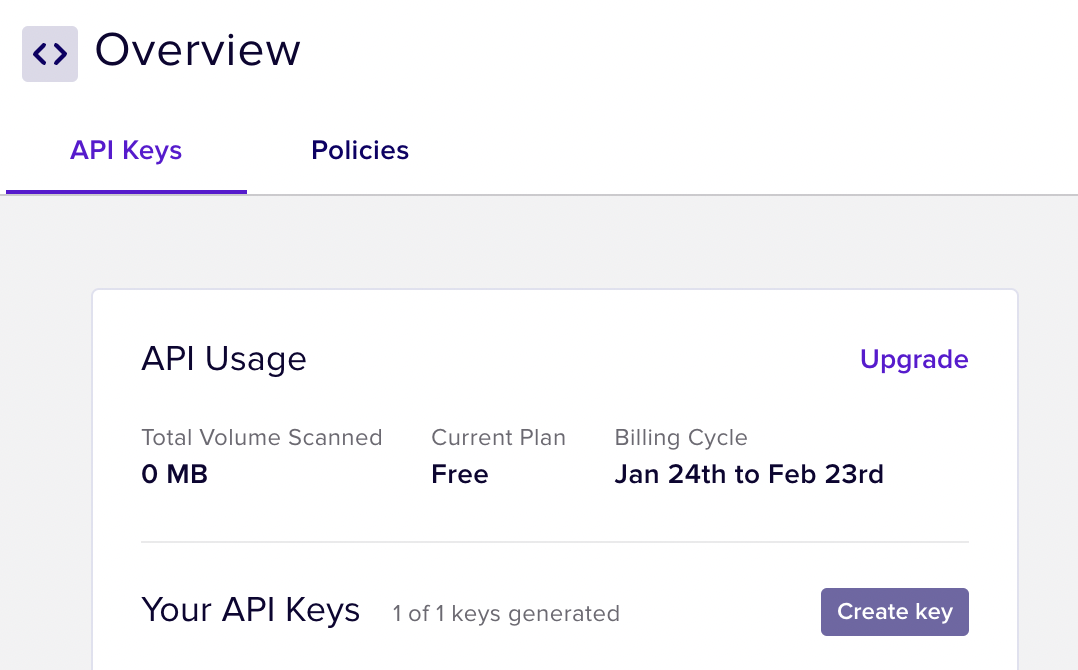 Overview
API Keys Policies
API Usage Upgrade
Total Volume Scanned Current Plan Billing Cycle
0 MB Free Jan 24th to Feb 23rd
Your API Keys 1 of 1 keys generated Create key